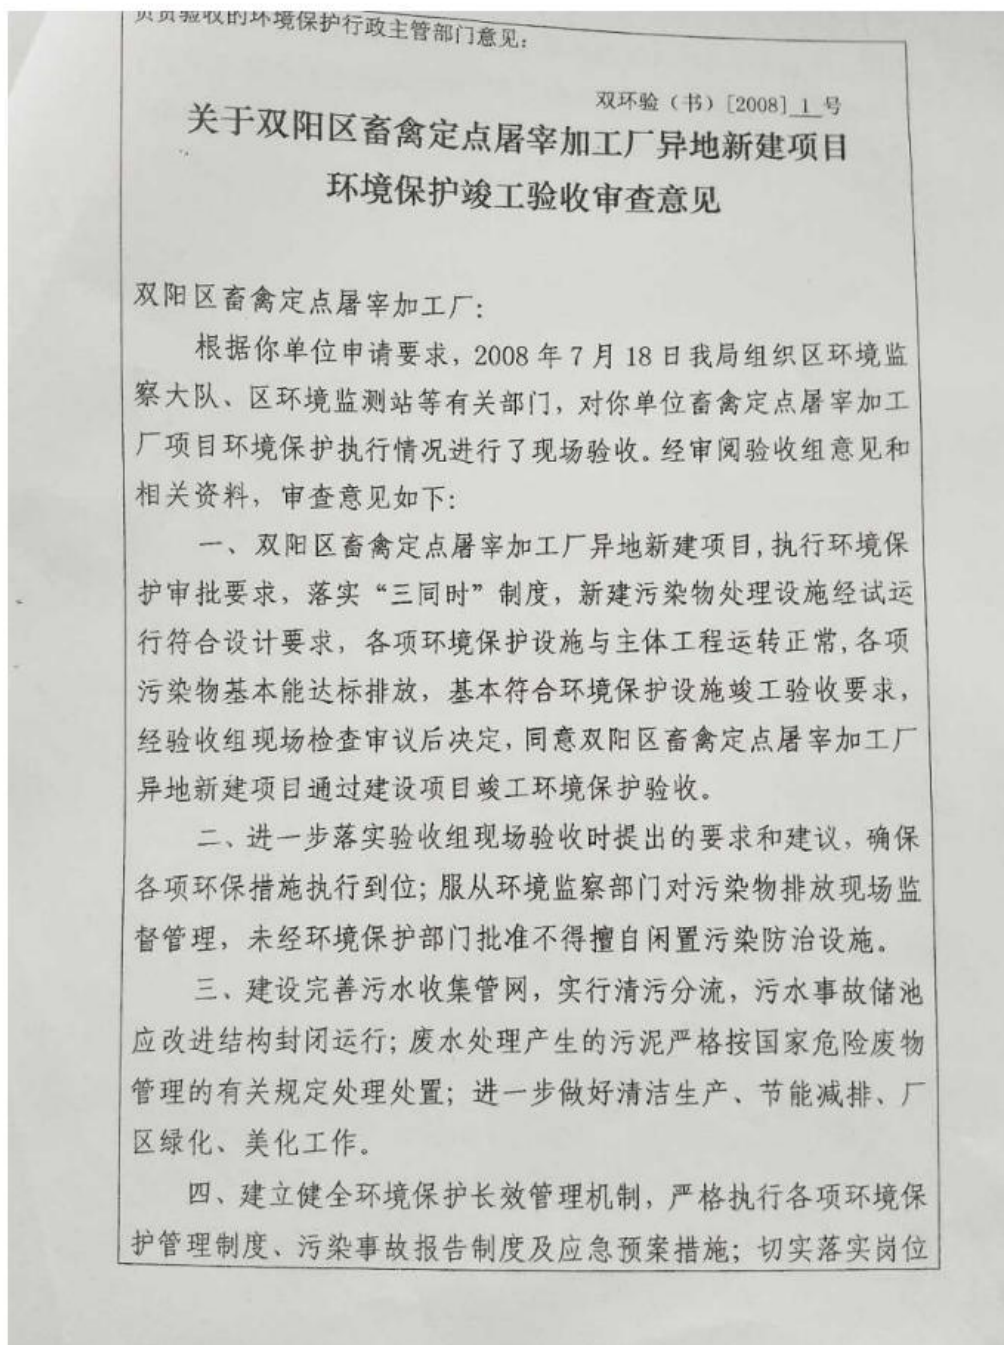 负责验收的环境保护行政主管部门意见：
双环验（书）[2008] 1 号
关于双阳区畜禽定点屠宰加工厂异地新建项目
环境保护竣工验收审查意见
双阳区畜禽定点屠宰加工厂：
根据你单位申请要求，2008 年 7 月 18 日我局组织区环境监
察大队、区环境监测站等有关部门，对你单位畜禽定点屠宰加工
厂项目环境保护执行情况进行了现场验收。经审阅验收组意见和
相关资料，审查意见如下：
一、双阳区畜禽定点屠宰加工厂异地新建项目，执行环境保
护审批要求，落实“三同时”制度，新建污染物处理设施经试运
行符合设计要求，各项环境保护设施与主体工程运转正常，各项
污染物基本能达标排放，基本符合环境保护设施竣工验收要求，
经验收组现场检查审议后决定，同意双阳区畜禽定点屠宰加工厂
异地新建项目通过建设项目竣工环境保护验收。
二、进一步落实验收组现场验收时提出的要求和建议，确保
各项环保措施执行到位；服从环境监察部门对污染物排放现场监
督管理，未经环境保护部门批准不得擅自闲置污染防治设施。
三、建设完善污水收集管网，实行清污分流，污水事故储池
应改进结构封闭运行；废水处理产生的污泥严格按国家危险废物
管理的有关规定处理处置；进一步做好清洁生产、节能减排、厂
区绿化、美化工作。
四、建立健全环境保护长效管理机制，严格执行各项环境保
护管理制度、污染事故报告制度及应急预案措施；切实落实岗位